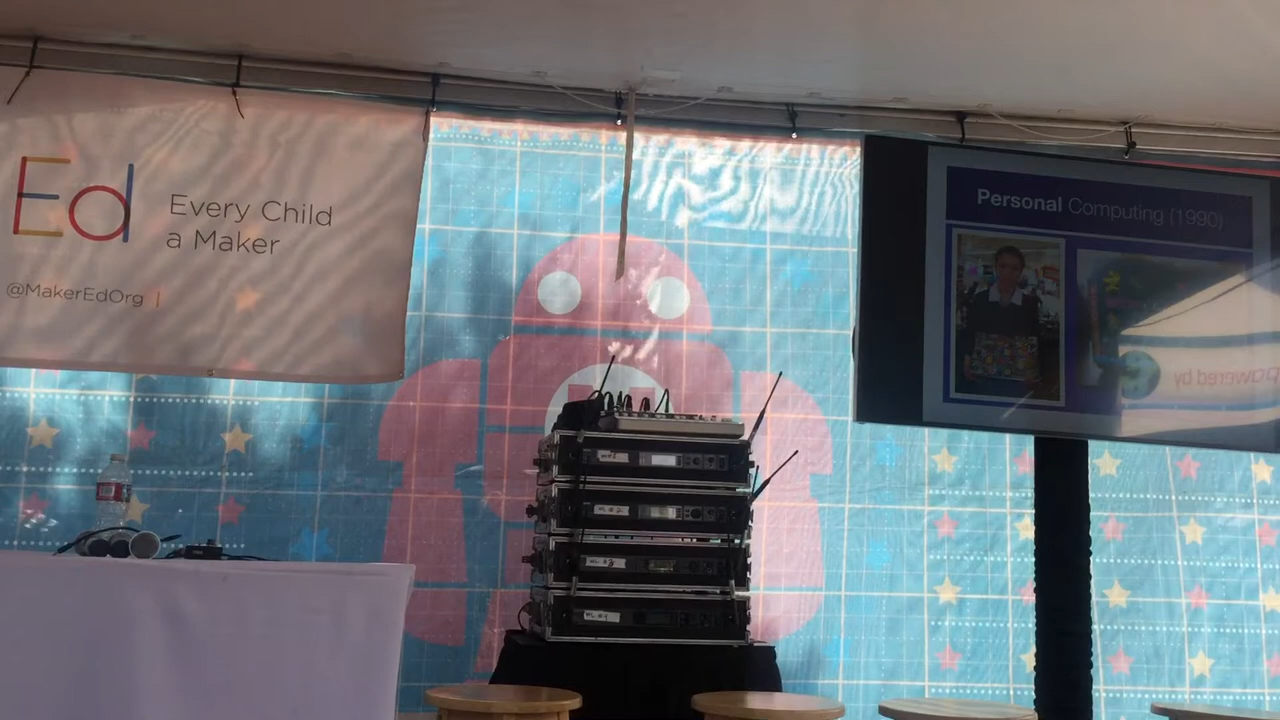 Ed
Every Child
a Maker
@MakerEdOrg |
Personal Computing (1990)
powered by